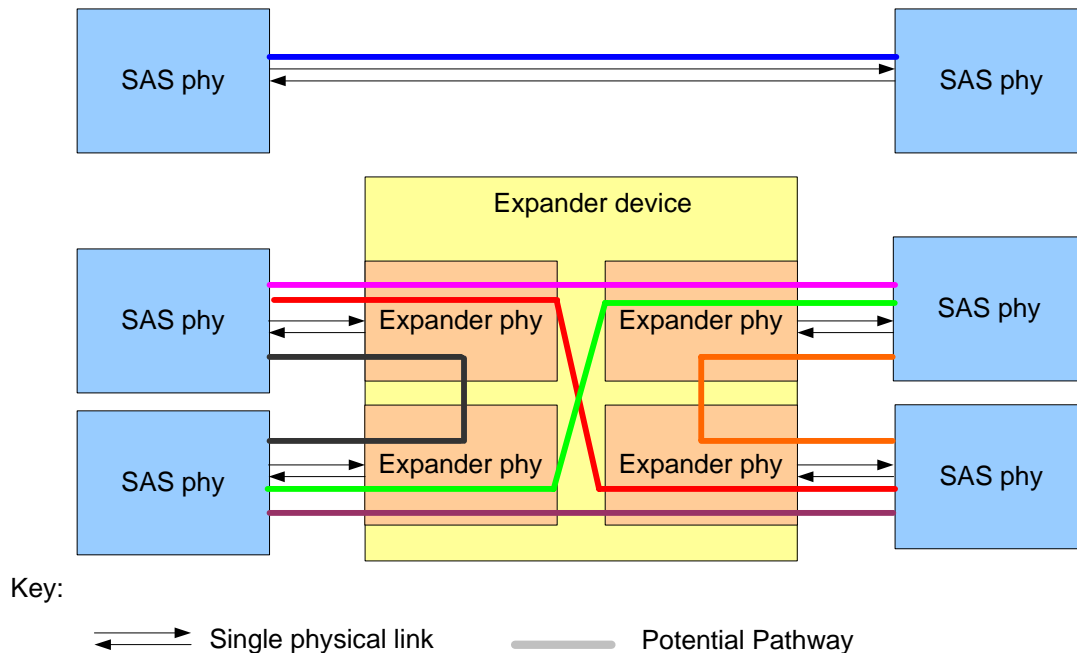 SAS phy
SAS phy
Expander device
SAS phy
Expander phy
Expander phy
SAS phy
SAS phy
Expander phy
Expander phy
SAS phy
Key:
Single physical link
Potential Pathway